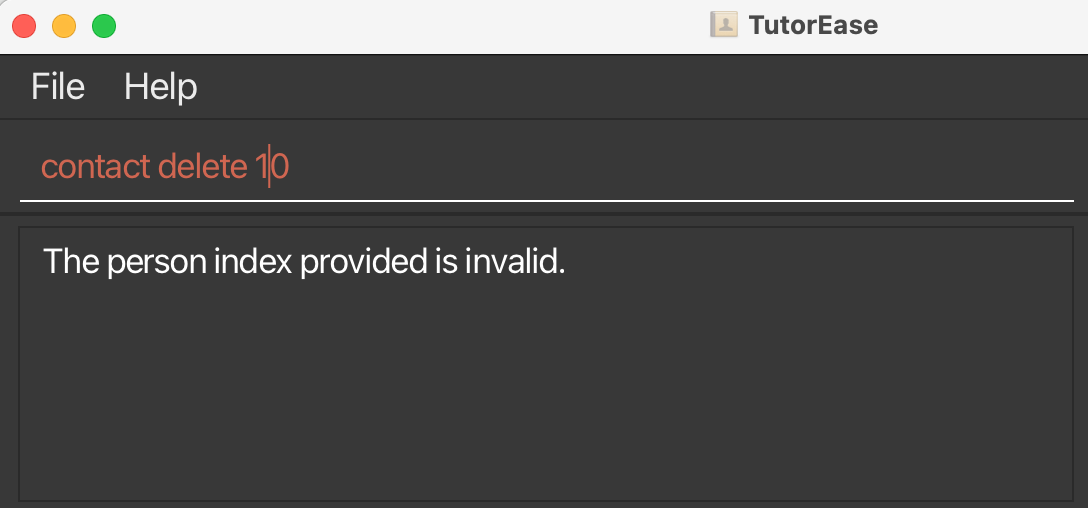 TutorEase
File Help
contact delete 10
The person index provided is invalid.